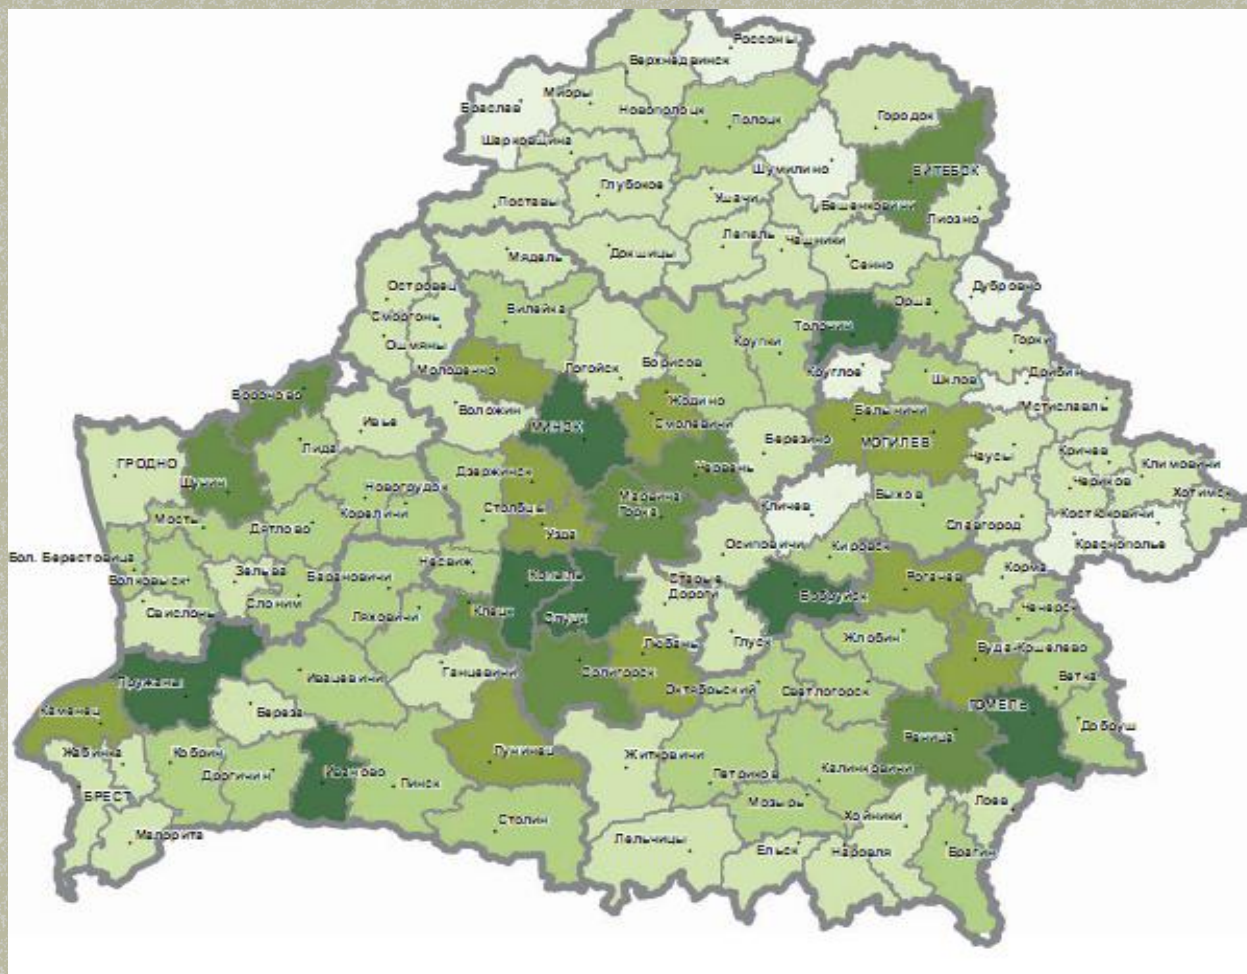 Россоны
Верхнедвинск
Миоры
Браслав
Новополоцк
Полоцк
Городок
Шарковщина
Шумилино
ВИТЕБСК
Глубокое
Ушачи
Бешенковичи
Поставы
Лиозно
Лепель
Чашники
Докшицы
Мядель
Сенно
Островец
Дубровно
Орша
Вилейка
Сморгонь
Толочин
Ошмяны
Крупки
Горки
Борисов
Молодечно
Логойск
Круглое
Дрибин
Шклов
Вороново
Жодино
Мстиславль
Воложин
Белыничи
Ивье
Смолевичи
МИНСК
Березино
МОГИЛЕВ
Лида
Кричев
ГРОДНО
Чаусы
Климовичи
Дзержинск
Червень
Щучин
Чериков
Новогрудок
Хотимск
Марьина
Горка
Выхов
Столбцы
Кличев
Кореличи
Костюковичи
Мосты
Дятлово
Славгород
Узда
Краснополье
Осиповичи
Кировск
Бол. Берестовица
Несвиж
Зельва
Барановичи
Копыль
Старые
Дороги
Корма
Волковыск
Рогачев
Бобруйск
Слоним
Свислочь
Клецк
Чечерск
Ляховичи
Слуцк
Жлобин
Любань
Глуск
Буда-Кошелево
Ганцевичи
Солигорск
Ивацевичи
Ветка
Пружаны
Октябрьский
Светлогорск
ГОМЕЛЬ
Каменец
Береза
Добруш
Речица
Лунинец
Жабинка
Кобрин
Житковичи
Калинковичи
Дрогичин
Иваново
Петриков
Пинск
БРЕСТ
Мозырь
Лоев
Хойники
Столин
Малорита
Лельчицы
Ельск
Наровля
Брагин